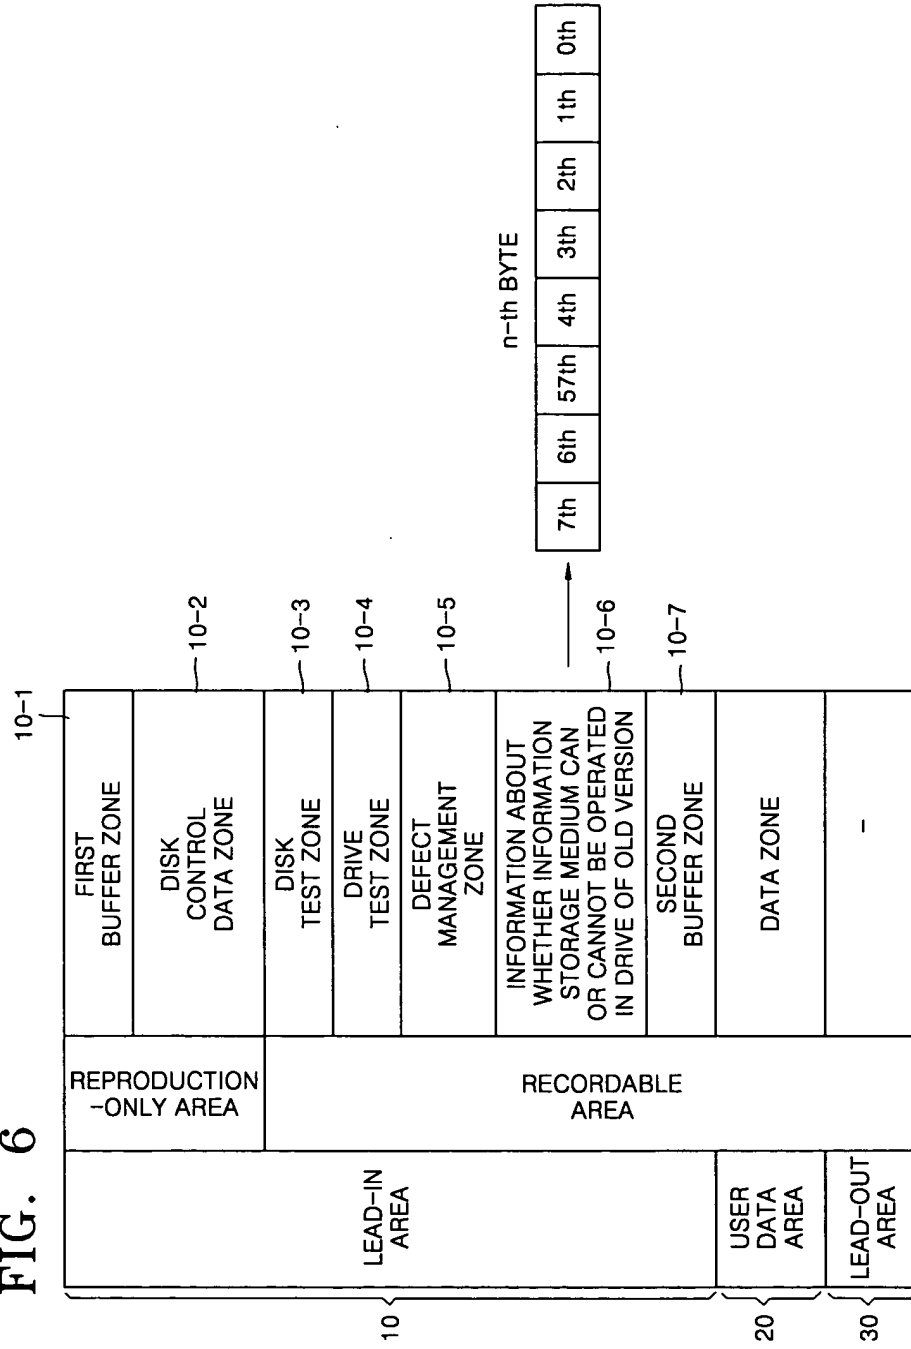 FIG. 6
10
20
30
LEAD-IN
AREA
USER
DATA
AREA
LEAD-OUT
AREA
REPRODUCTION
-ONLY AREA
RECORDABLE
AREA
FIRST
BUFFER ZONE
DISK
CONTROL
DATA ZONE
DISK
TEST ZONE
DRIVE
TEST ZONE
DEFECT
MANAGEMENT
ZONE
INFORMATION ABOUT
WHETHER INFORMATION
STORAGE MEDIUM CAN
OR CANNOT BE OPERATED
IN DRIVE OF OLD VERSION
SECOND
BUFFER ZONE
DATA ZONE
-
10-1
10-2
10-3
10-4
10-5
10-6
10-7
n-th BYTE
7th
6th
57th
4th
3th
2th
1th
0th